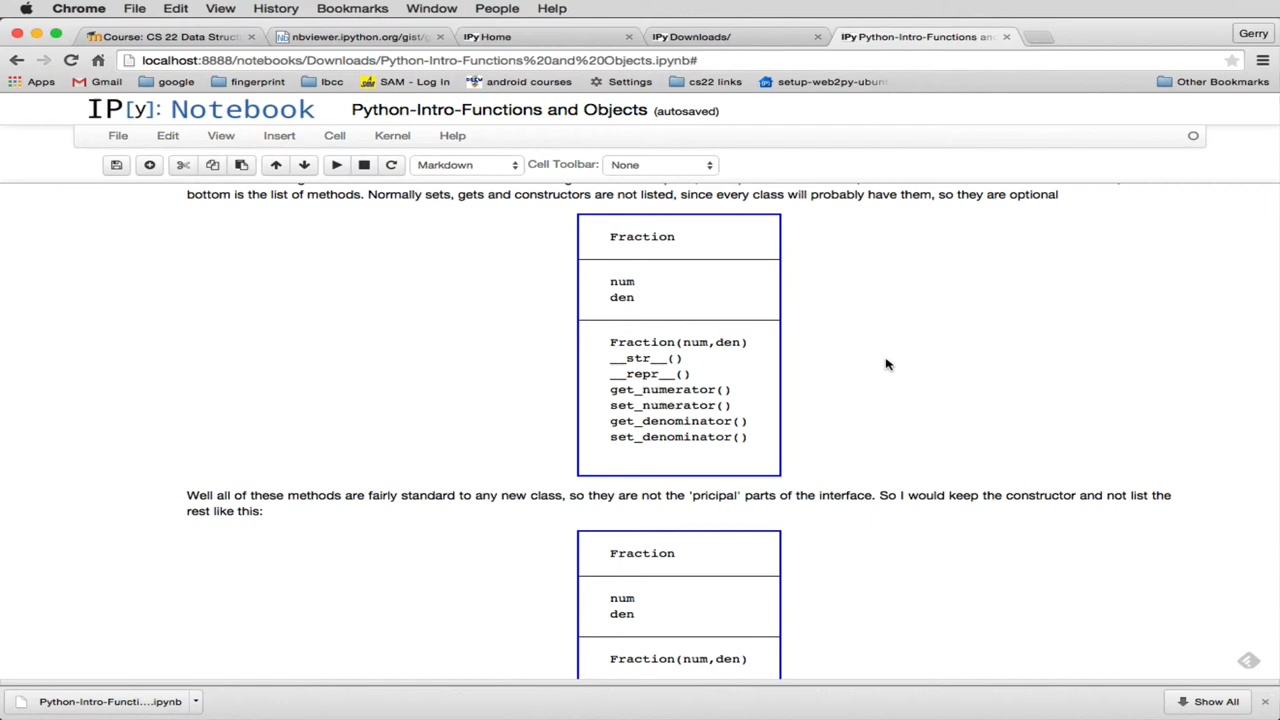 Chrome File Edit View History Bookmarks Window People Help
Course: CS 22 Data Struct
nbviewer.ipython.org/gist/
IPy Home
IPy Downloads/
IPy Python-Intro-Functions and
Gerry
localhost:8888/notebooks/Downloads/Python-Intro-Functions%20and%20Objects.ipynb#
Apps Gmail google fingerprint lbcc SAM - Log In android courses Settings cs22 links setup-web2py-ubunt Other Bookmarks
IP[y]: Notebook Python-Intro-Functions and Objects (autosaved)
File Edit View Insert Cell Kernel Help
Markdown Cell Toolbar: None
bottom is the list of methods. Normally sets, gets and constructors are not listed, since every class will probably have them, so they are optional
Fraction
num
den
Fraction(num,den)
__str__()
__repr__()
get_numerator()
set_numerator()
get_denominator()
set_denominator()
Well all of these methods are fairly standard to any new class, so they are not the 'pricipal' parts of the interface. So I would keep the constructor and not list the
rest like this:
Fraction
num
den
Fraction(num,den)
Python-Intro-Functi....ipynb
Show All